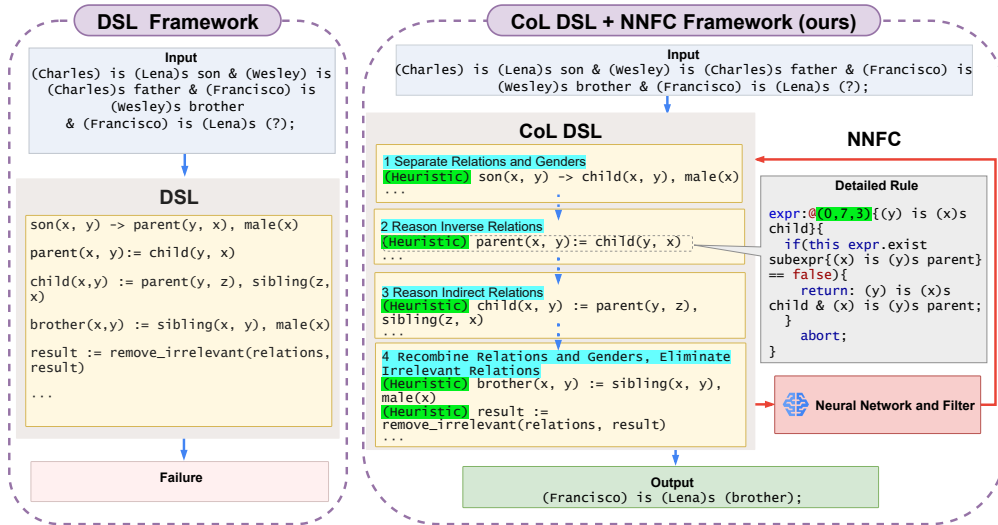 DSL Framework
Input
(Charles) is (Lena)s son & (Wesley) is
(Charles)s father & (Francisco) is
(Wesley)s brother
& (Francisco) is (Lena)s (?);
DSL
son(x, y) -> parent(y, x), male(x)
parent(x,y):= child(y, x)
child(x,y) := parent(y, z), sibling(z,
x)
brother(x,y) := sibling(x, y), male(x)
result := remove_irrelevant(relations,
result)
...
Failure
CoL DSL + NNFC Framework (ours)
Input
(Charles) is (Lena)s son & (Wesley) is (Charles)s father & (Francisco) is
(Wesley)s brother & (Francisco) is (Lena)s (?);
CoL DSL
1 Separate Relations and Genders
(Heuristic) son(x, y) -> child(x, y), male(x)
...
2 Reason Inverse Relations
(Heuristic) parent(x,y):= child(y, x)
...
3 Reason Indirect Relations
(Heuristic) child(x, y) := parent(y, z),
sibling(z, x)
...
4 Recombine Relations and Genders, Eliminate
Irrelevant Relations
(Heuristic) brother(x, y) := sibling(x, y),
male(x)
(Heuristic) result :=
remove_irrelevant(relations, result)
...
NNFC
Detailed Rule
expr:@(0,7,3){(y) is (x)s
child}{
if(this expr.exist
subexpr{(x) is (y)s parent}
== false){
return: (y) is (x)s
child & (x) is (y)s parent;
}
abort;
}
Neural Network and Filter
Output
(Francisco) is (Lena)s (brother);